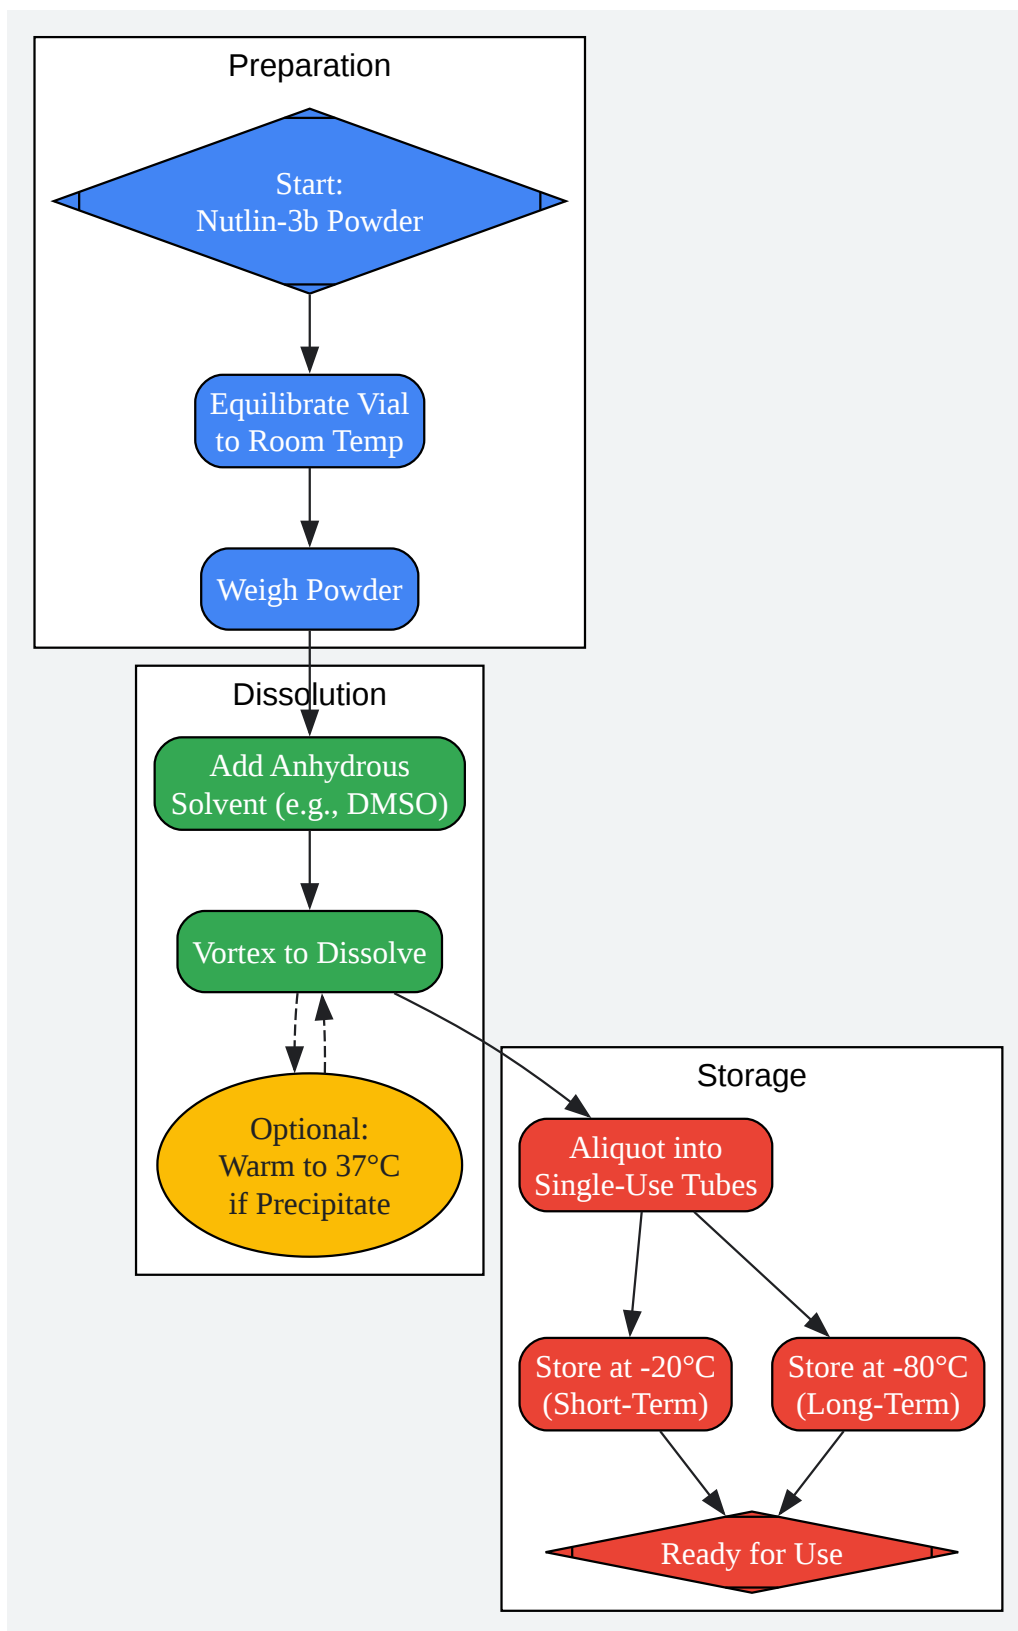 Preparation
Start:
Nutlin-3b Powder
Equilibrate Vial
to Room Temp
Weigh Powder
Dissolution
Add Anhydrous
Solvent (e.g., DMSO)
Vortex to Dissolve
Optional:
Warm to 37°C
if Precipitate
Storage
Aliquot into
Single-Use Tubes
Store at -20°C
(Short-Term)
Store at -80°C
(Long-Term)
Ready for Use